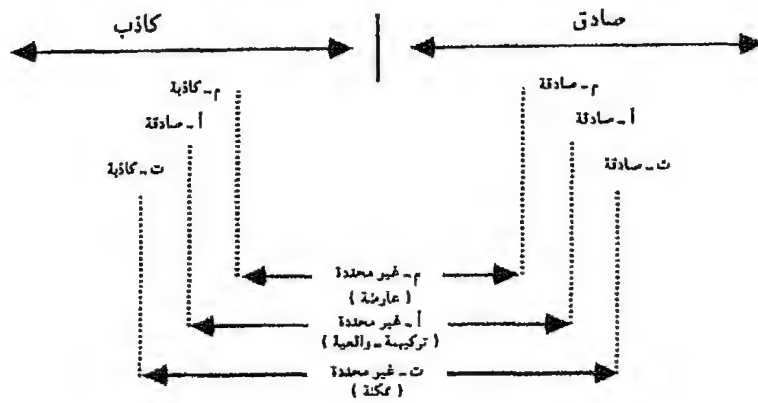 صادق
كاذب
م ـ صادقة
م ـ كاذبة
أ ـ صادقة
أ ـ صادقة
ت ـ صادقة
ت ـ كاذبة
م ـ غير محددة
( عارضة )
أ ـ غير محددة
( تركيبية ـ واقعية )
ت ـ غير محددة
( ممكنة )